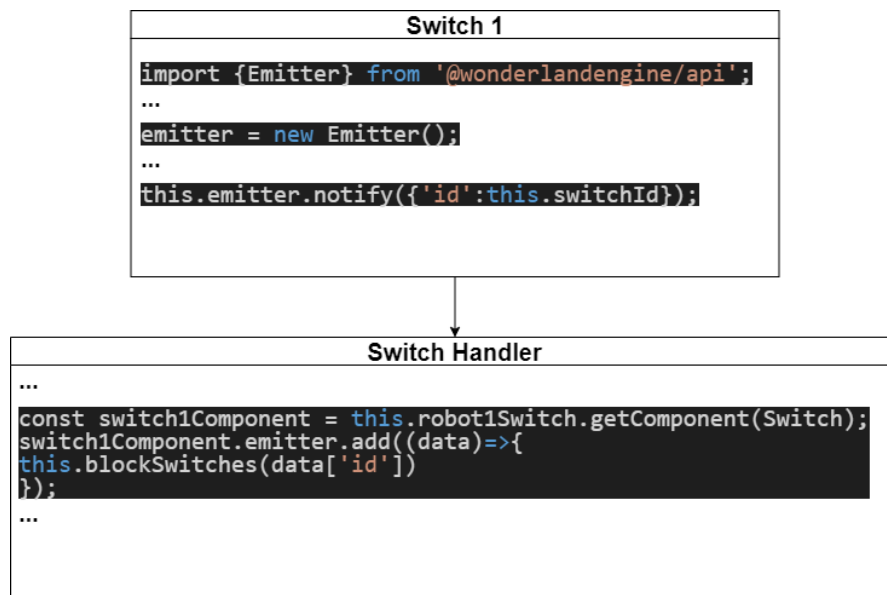 Switch 1
import {Emitter} from '@wonderlandengine/api';
...
emitter = new Emitter();
...
this.emitter.notify({'id':this.switchId});
Switch Handler
...
const switch1Component = this.robot1Switch.getComponent(Switch);
switch1Component.emitter.add((data)=>{
this.blockSwitches(data['id'])
});
...